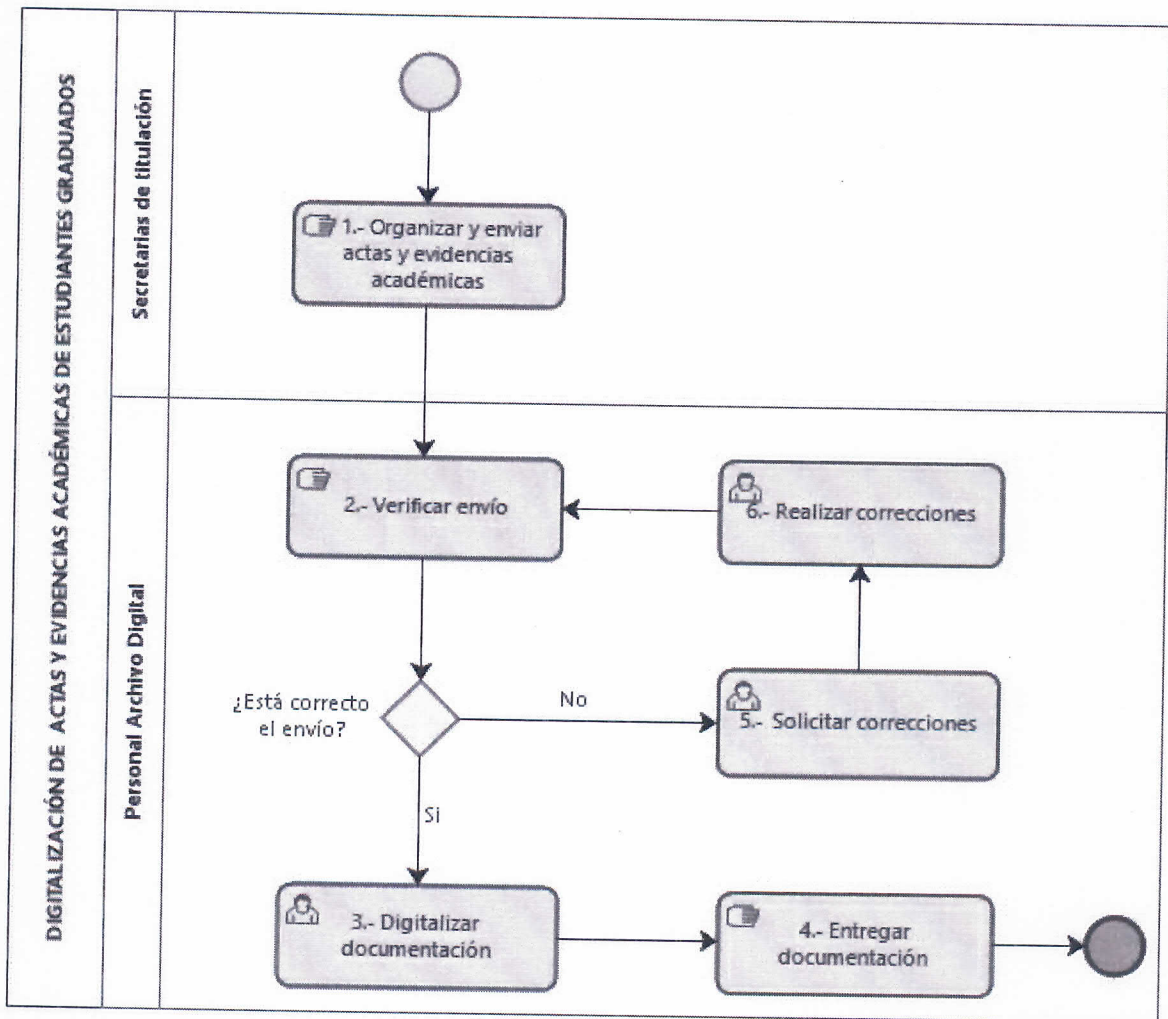 DIGITALIZACIÓN DE ACTAS Y EVIDENCIAS ACADÉMICAS DE ESTUDIANTES GRADUADOS
Secretarias de titulación
1.- Organizar y enviar
actas y evidencias
académicas
Personal Archivo Digital
2.- Verificar envío
6.- Realizar correcciones
¿Está correcto
el envío?
No
5.- Solicitar correcciones
Si
3.- Digitalizar
documentación
4.- Entregar
documentación